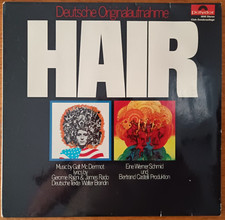 Deutsche Originalaufnahme
polydor
HAIR
Music by Galt Mc Dermot
lyrics by
Gerome Ragni & James Rado
Deutsche Texte: Walter Brandin
Eine Werner Schmid
und
Bertrand Castelli Produktion